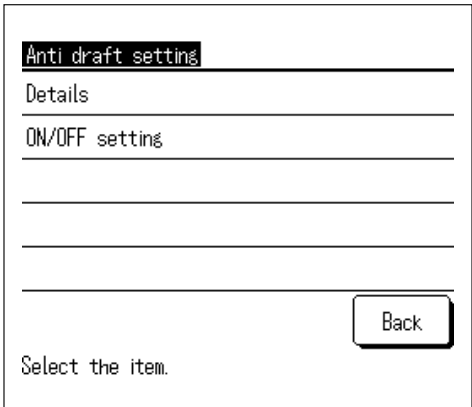 Anti draft setting
Details
ON/OFF setting
Back
Select the item.